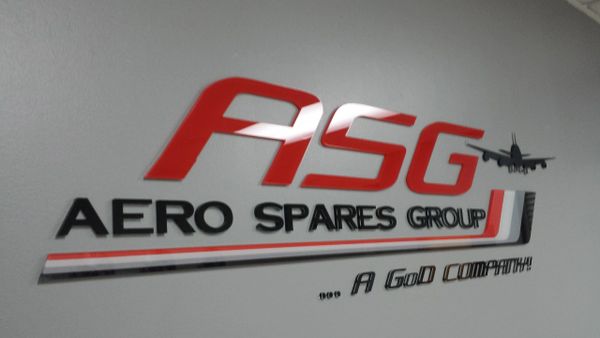 ASG
AERO SPARES GROUP
... A GoD COMPANY!